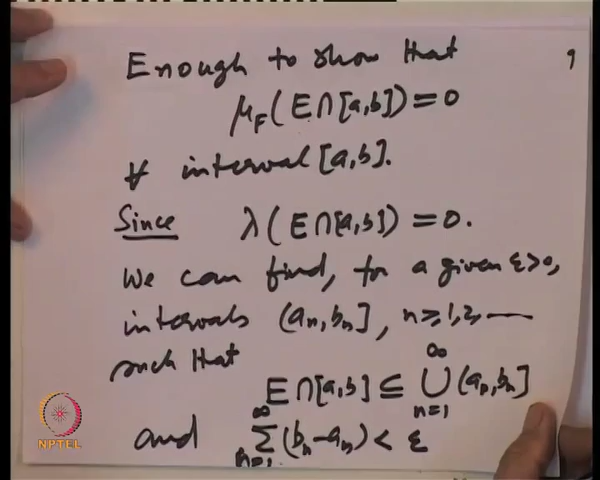 Enough to show that
9
μ_F(E∩[a,b])=0
∀ interval [a,b].
Since λ(E∩[a,b])=0.
We can find, for a given ε>0,
intervals (aₙ,bₙ], n≥1,2,——
such that
E∩[a,b] ⊆ ⋃_{n=1}^{∞} (aₙ,bₙ]
and ∑_{n=1}^{∞} (bₙ-aₙ) < ε
NPTEL